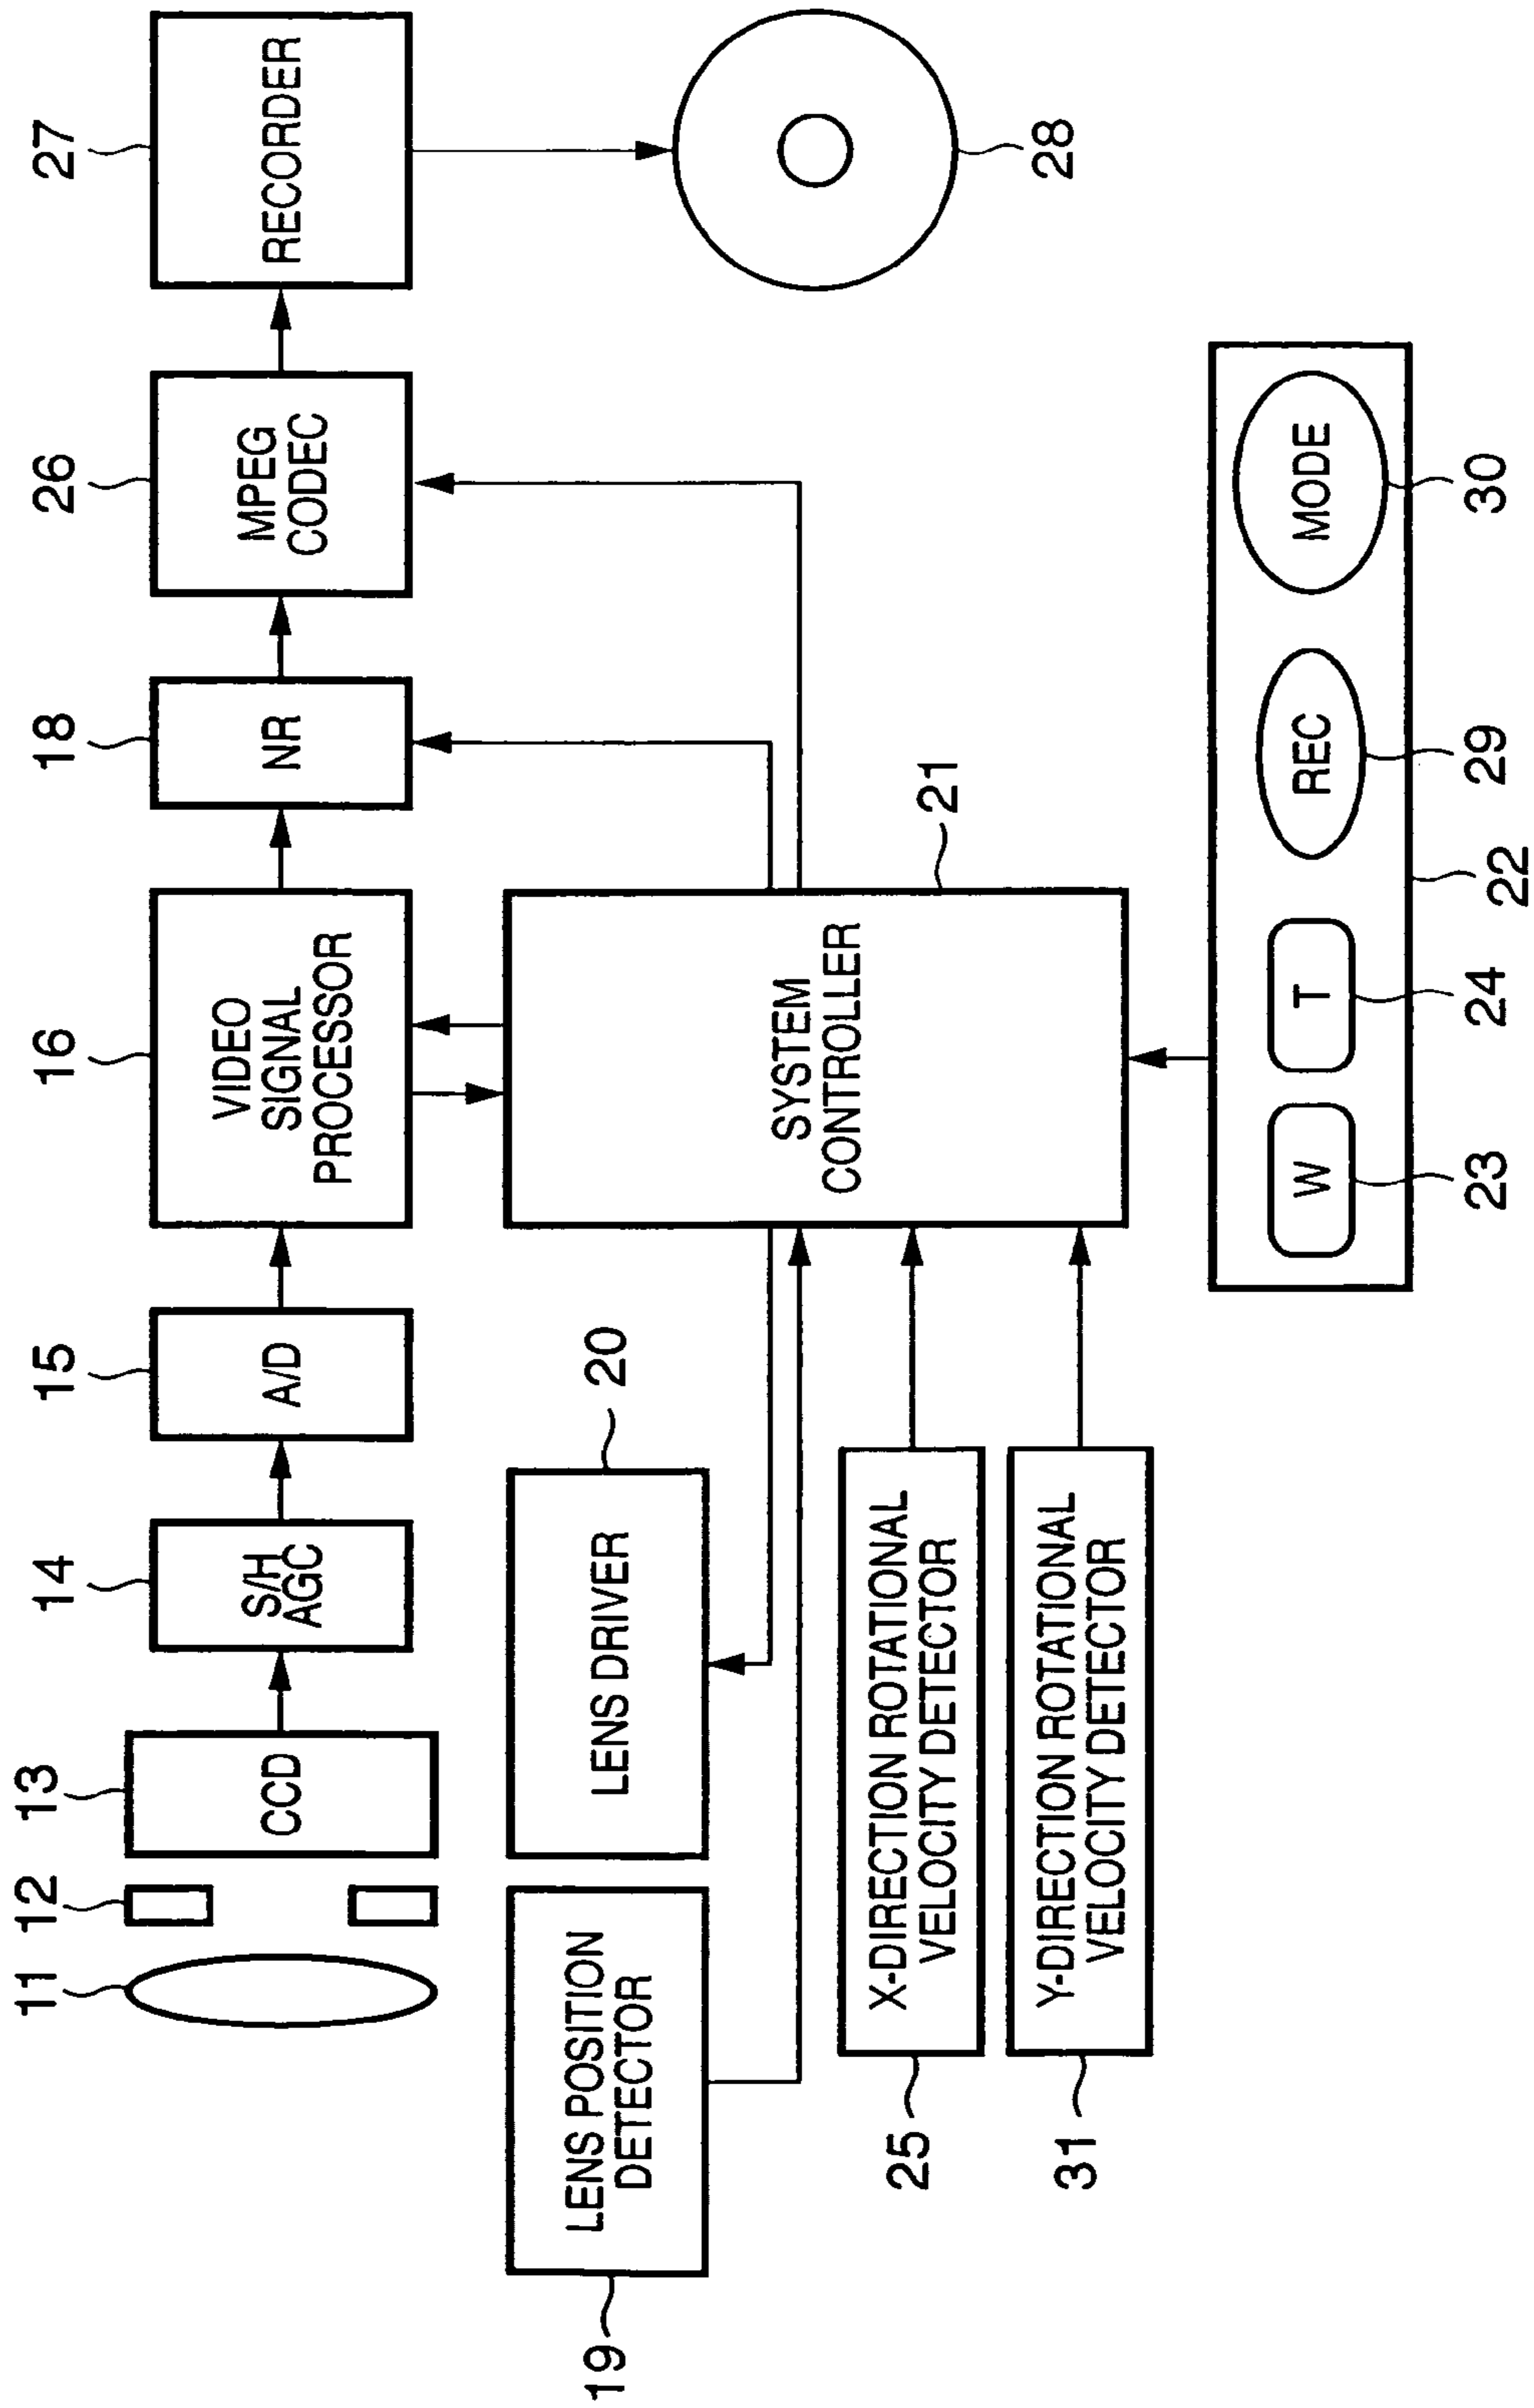 11
12
13
14
15
16
18
26
27
CCD
S/H
AGC
A/D
VIDEO
SIGNAL
PROCESSOR
NR
MPEG
CODEC
RECORDER
19
LENS POSITION
DETECTOR
LENS DRIVER
20
SYSTEM
CONTROLLER
21
28
25
X-DIRECTION ROTATIONAL
VELOCITY DETECTOR
31
Y-DIRECTION ROTATIONAL
VELOCITY DETECTOR
W
T
REC
MODE
23
24
22
29
30